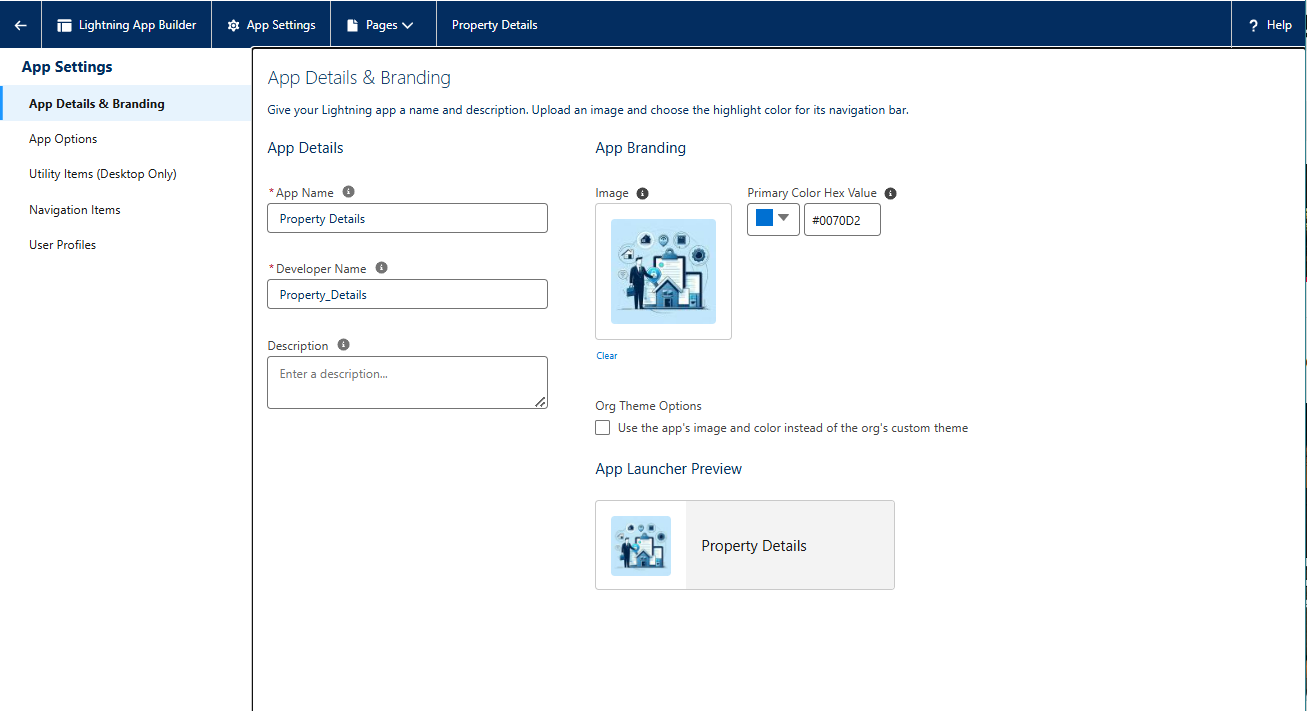 Lightning App Builder
App Settings
Pages
Property Details
? Help
App Settings
App Details & Branding
App Options
Utility Items (Desktop Only)
Navigation Items
User Profiles
App Details & Branding
Give your Lightning app a name and description. Upload an image and choose the highlight color for its navigation bar.
App Details
* App Name
Property Details
* Developer Name
Property_Details
Description
Enter a description...
App Branding
Image
Primary Color Hex Value
#0070D2
Clear
Org Theme Options
Use the app's image and color instead of the org's custom theme
App Launcher Preview
Property Details